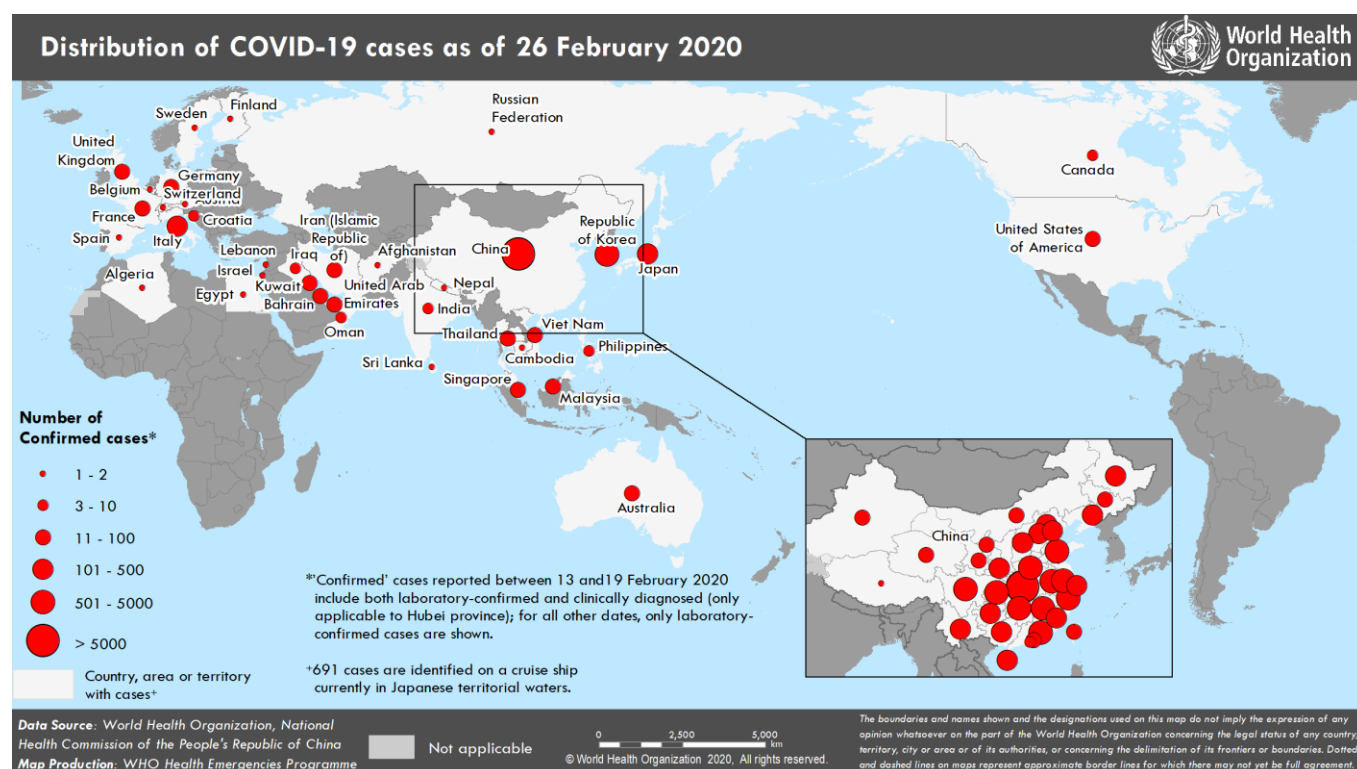 Distribution of COVID-19 cases as of 26 February 2020
World Health
Organization
Finland
Sweden
Russian
Federation
United
Kingdom
Germany
Belgium
Switzerland
Austria
France
Croatia
Spain
Italy
Iran (Islamic
Republic
of)
Lebanon
Iraq
Afghanistan
Israel
Algeria
Kuwait
United Arab
Emirates
Egypt
Bahrain
Oman
China
Republic
of Korea
Japan
Nepal
India
Thailand
Viet Nam
Cambodia
Philippines
Sri Lanka
Singapore
Malaysia
Australia
Canada
United States
of America
China
Number of
Confirmed cases*
1 - 2
3 - 10
11 - 100
101 - 500
501 - 5000
> 5000
Country, area or territory
with cases⁺
*'Confirmed' cases reported between 13 and19 February 2020
include both laboratory-confirmed and clinically diagnosed (only
applicable to Hubei province); for all other dates, only laboratory-
confirmed cases are shown.
⁺691 cases are identified on a cruise ship
currently in Japanese territorial waters.
Data Source: World Health Organization, National
Health Commission of the People's Republic of China
Map Production: WHO Health Emergencies Programme
Not applicable
0 2,500 5,000
km
© World Health Organization 2020, All rights reserved.
The boundaries and names shown and the designations used on this map do not imply the expression of any
opinion whatsoever on the part of the World Health Organization concerning the legal status of any country,
territory, city or area or of its authorities, or concerning the delimitation of its frontiers or boundaries. Dotted
and dashed lines on maps represent approximate border lines for which there may not yet be full agreement.